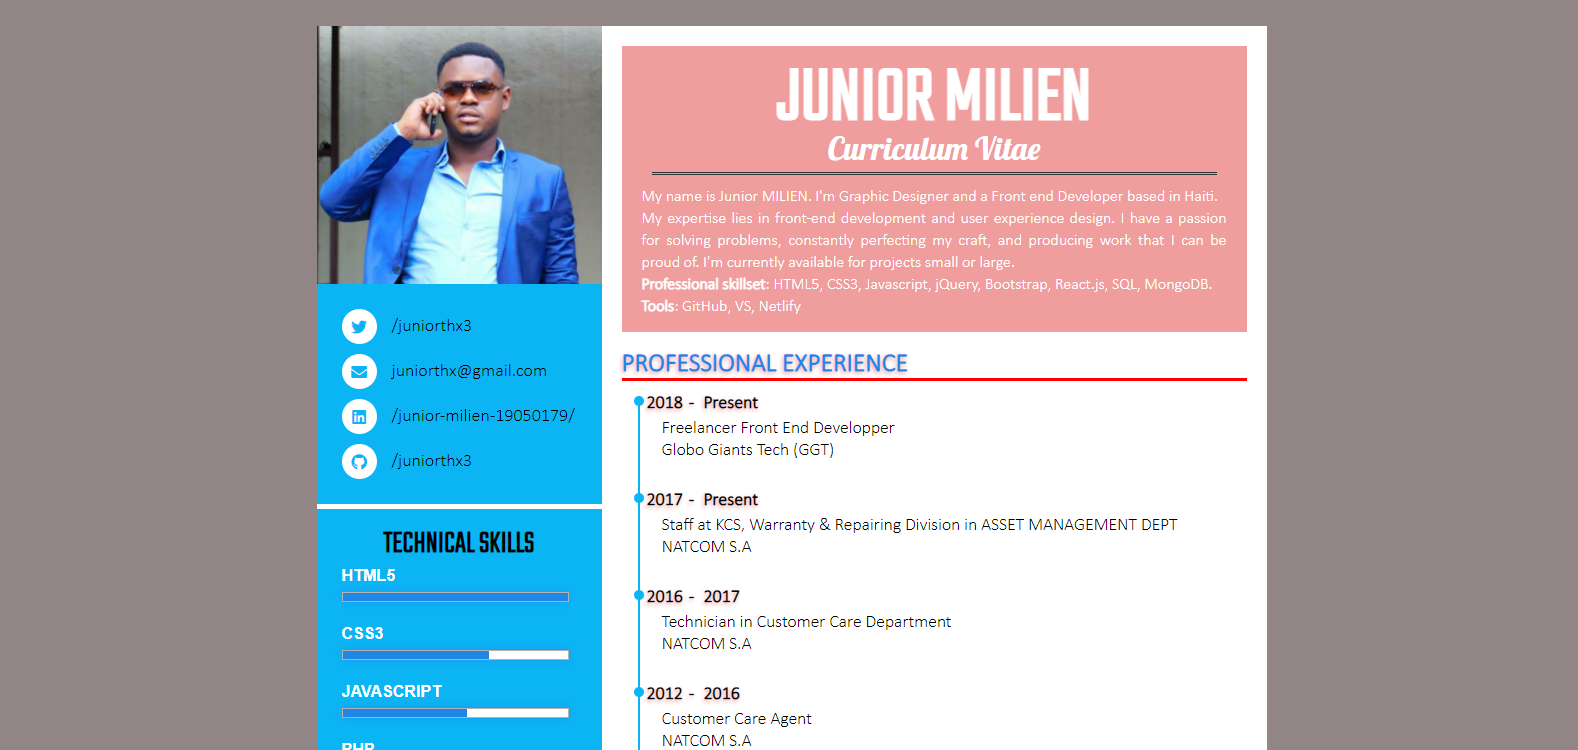 /juniorthx3
juniorthx@gmail.com
/junior-milien-19050179/
/juniorthx3
TECHNICAL SKILLS
HTML5
CSS3
JAVASCRIPT
PHP
JUNIOR MILIEN
Curriculum Vitae
My name is Junior MILIEN. I'm Graphic Designer and a Front end Developer based in Haiti.
My expertise lies in front-end development and user experience design. I have a passion
for solving problems, constantly perfecting my craft, and producing work that I can be
proud of. I'm currently available for projects small or large.
Professional skillset: HTML5, CSS3, Javascript, jQuery, Bootstrap, React.js, SQL, MongoDB.
Tools: GitHub, VS, Netlify
PROFESSIONAL EXPERIENCE
2018 - Present
Freelancer Front End Developper
Globo Giants Tech (GGT)
2017 - Present
Staff at KCS, Warranty & Repairing Division in ASSET MANAGEMENT DEPT
NATCOM S.A
2016 - 2017
Technician in Customer Care Department
NATCOM S.A
2012 - 2016
Customer Care Agent
NATCOM S.A